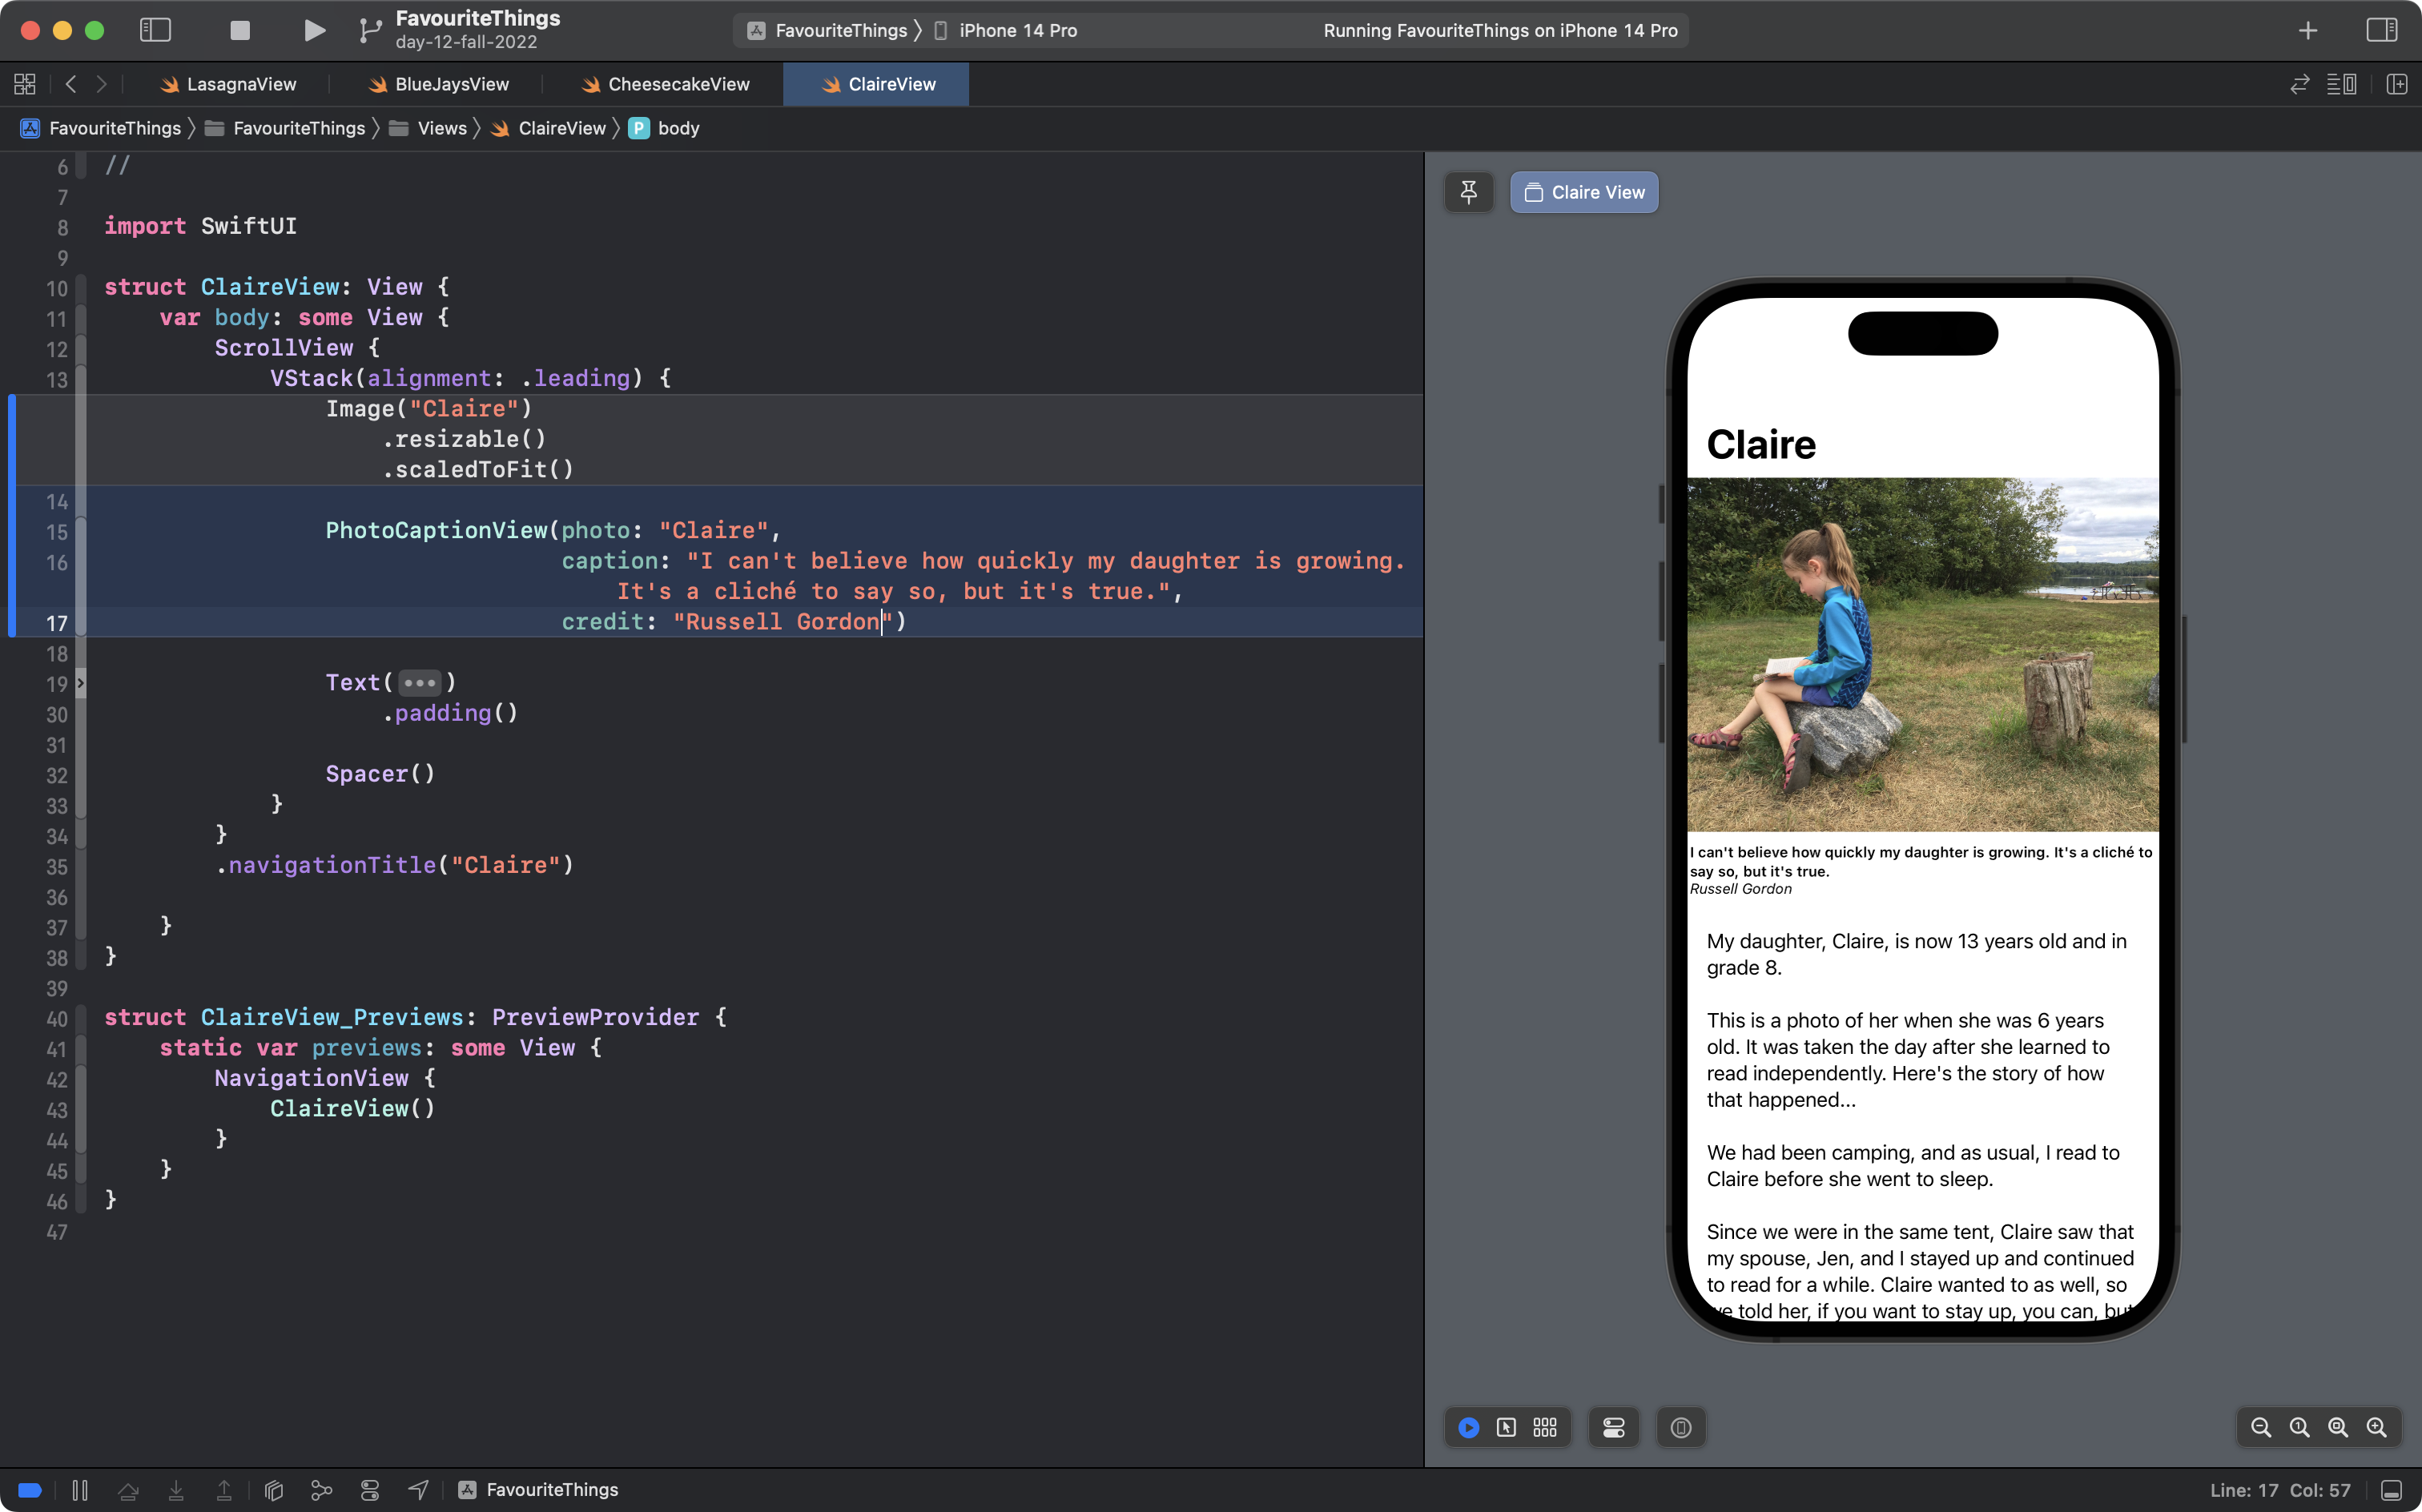 FavouriteThings
day-12-fall-2022
FavouriteThings 〉 iPhone 14 Pro
Running FavouriteThings on iPhone 14 Pro
LasagnaView
BlueJaysView
CheesecakeView
ClaireView
FavouriteThings 〉 FavouriteThings 〉 Views 〉 ClaireView 〉 P body
6 //
7
8 import SwiftUI
9
10 struct ClaireView: View {
11 var body: some View {
12 ScrollView {
13 VStack(alignment: .leading) {
Image("Claire")
.resizable()
.scaledToFit()
14
15 PhotoCaptionView(photo: "Claire",
16 caption: "I can't believe how quickly my daughter is growing.
It's a cliché to say so, but it's true.",
17 credit: "Russell Gordon")
18
19 Text(•••)
30 .padding()
31
32 Spacer()
33 }
34 }
35 .navigationTitle("Claire")
36
37 }
38 }
39
40 struct ClaireView_Previews: PreviewProvider {
41 static var previews: some View {
42 NavigationView {
43 ClaireView()
44 }
45 }
46 }
47
Claire View
Claire
I can't believe how quickly my daughter is growing. It's a cliché to
say so, but it's true.
Russell Gordon
My daughter, Claire, is now 13 years old and in
grade 8.
This is a photo of her when she was 6 years
old. It was taken the day after she learned to
read independently. Here's the story of how
that happened...
We had been camping, and as usual, I read to
Claire before she went to sleep.
Since we were in the same tent, Claire saw that
my spouse, Jen, and I stayed up and continued
to read for a while. Claire wanted to as well, so
we told her, if you want to stay up, you can, but
FavouriteThings
Line: 17 Col: 57